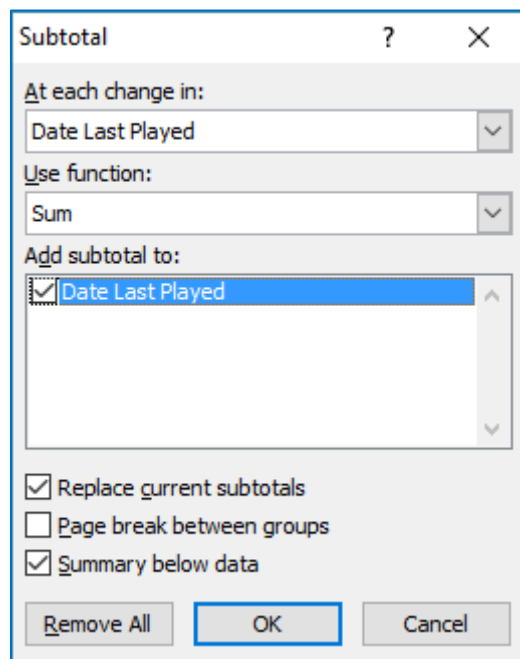 Subtotal ?
At each change in:
Date Last Played
Use function:
Sum
Add subtotal to:
Date Last Played
Replace current subtotals
Page break between groups
Summary below data
Remove All OK Cancel